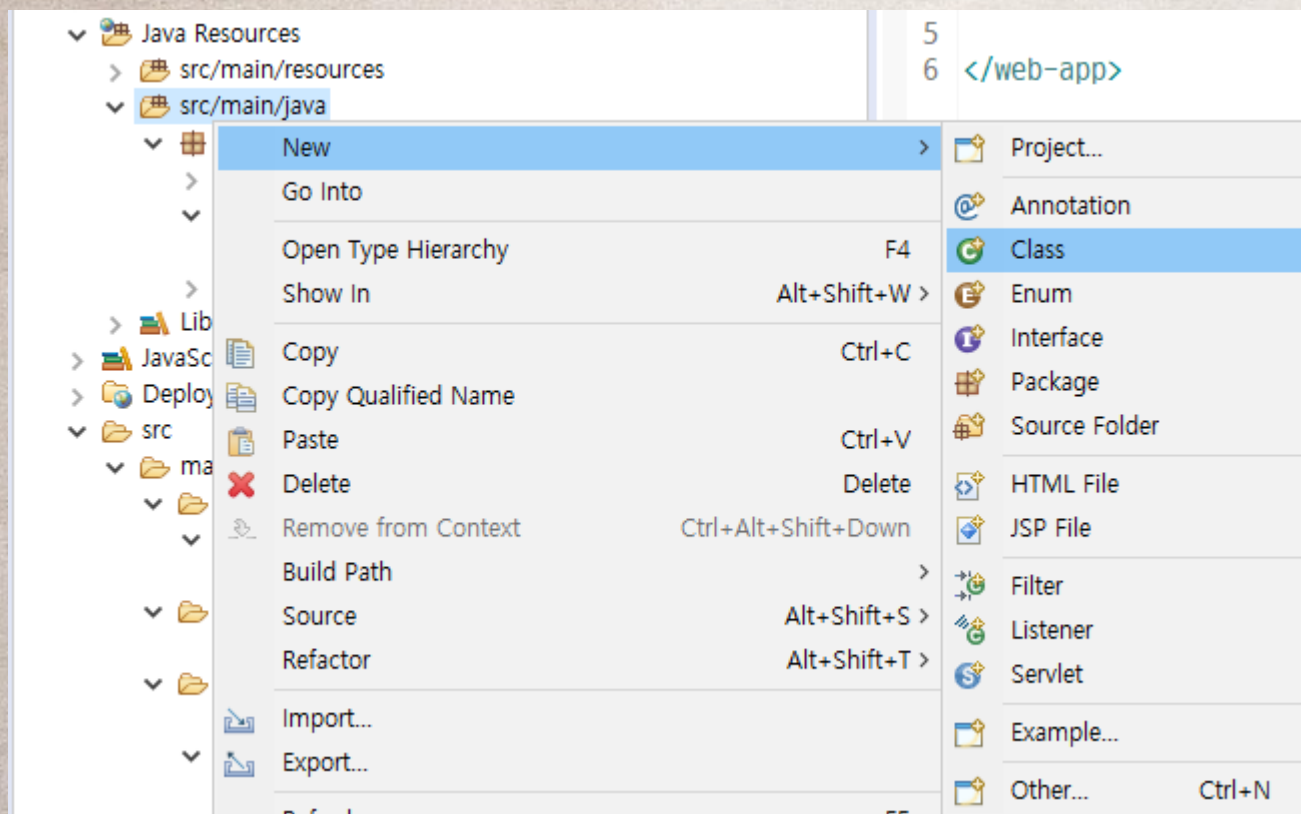 Java Resources
src/main/resources
src/main/java
Lib
JavaSc
Deploy
src
ma
5
6 </web-app>
New
Go Into
Open Type Hierarchy F4
Show In Alt+Shift+W
Copy Ctrl+C
Copy Qualified Name
Paste Ctrl+V
Delete Delete
Remove from Context Ctrl+Alt+Shift+Down
Build Path
Source Alt+Shift+S
Refactor Alt+Shift+T
Import...
Export...
Project...
Annotation
Class
Enum
Interface
Package
Source Folder
HTML File
JSP File
Filter
Listener
Servlet
Example...
Other... Ctrl+N